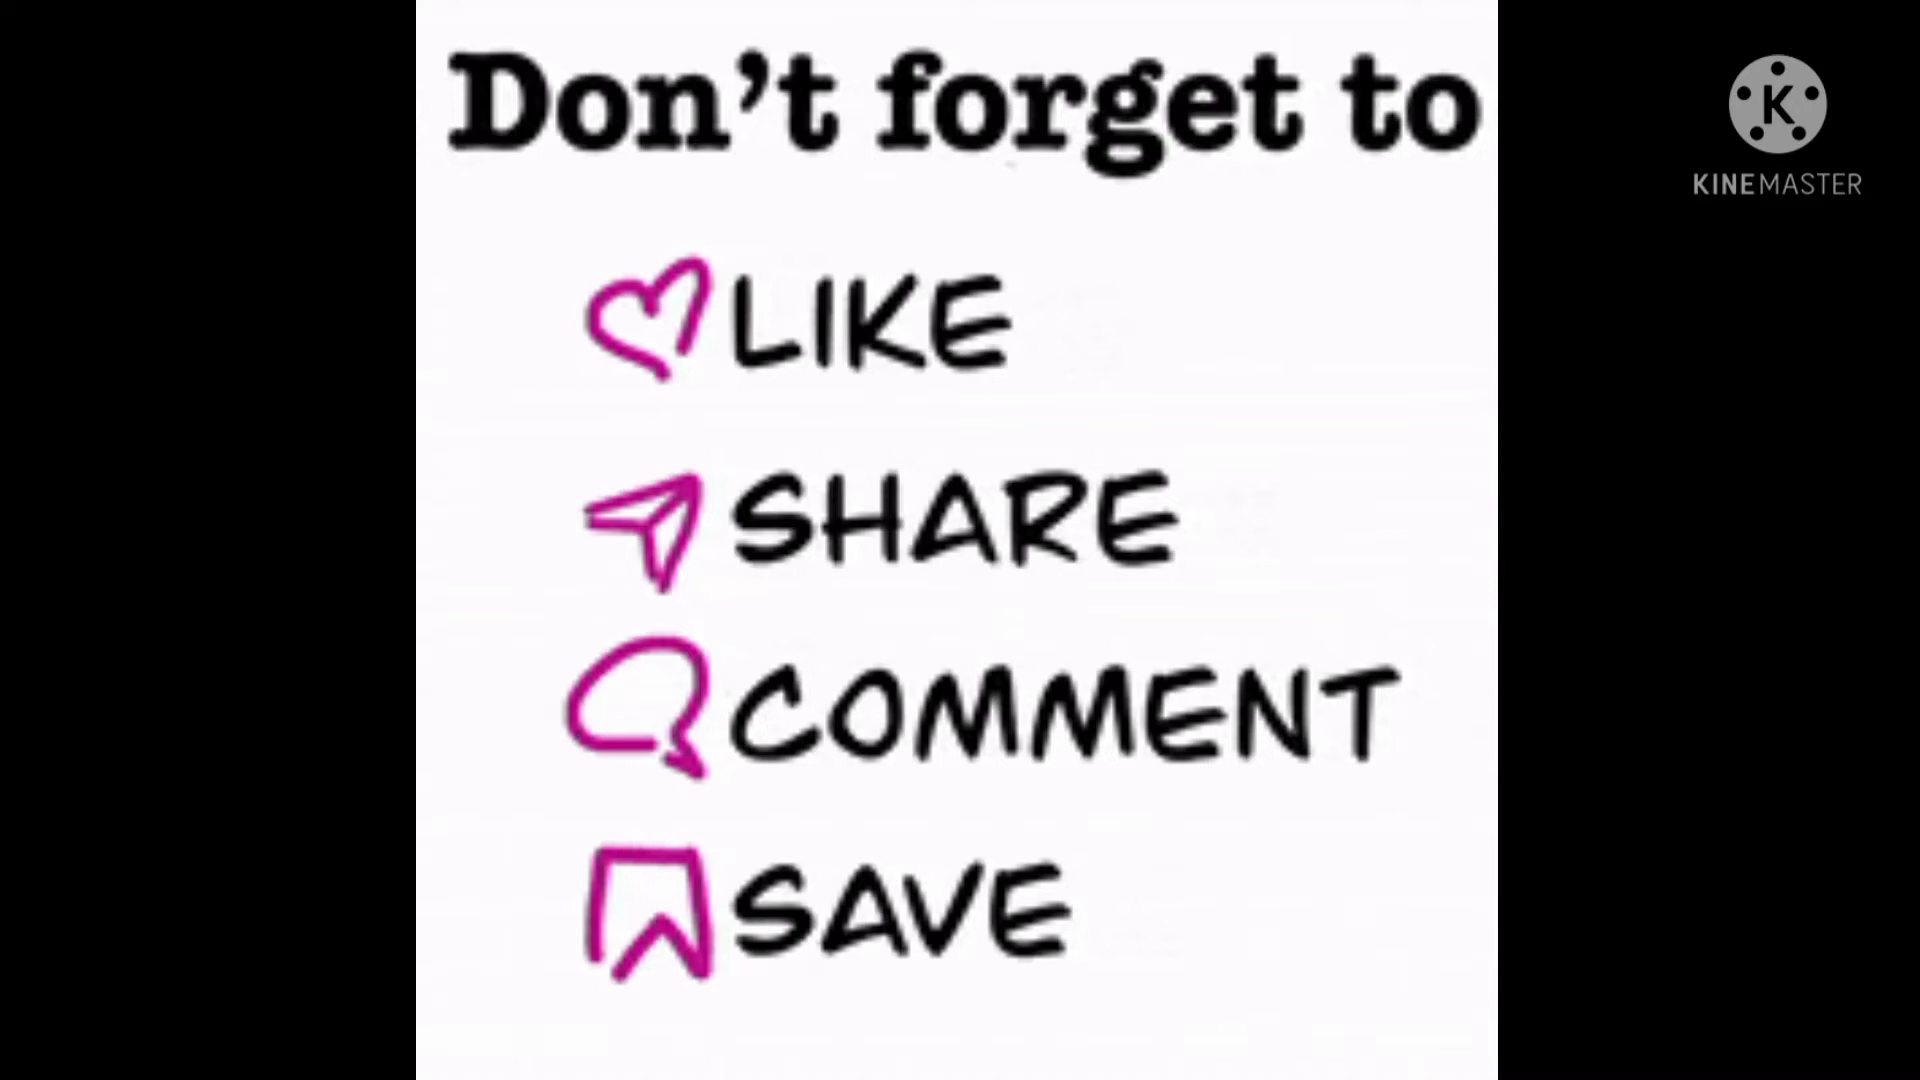 Don't forget to
LIKE
SHARE
COMMENT
SAVE
K
KINEMASTER